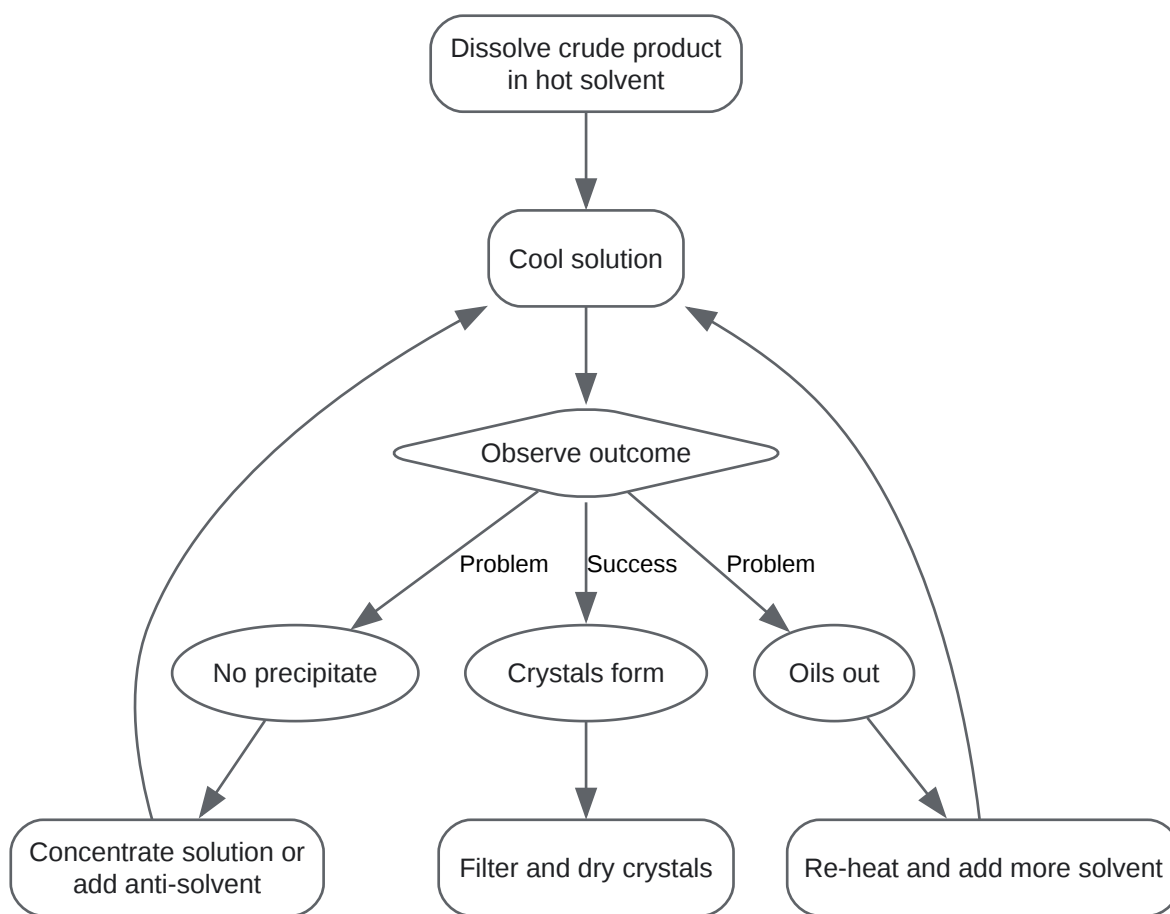 Dissolve crude product
in hot solvent
Cool solution
Observe outcome
Problem
Success
Problem
No precipitate
Crystals form
Oils out
Concentrate solution or
add anti-solvent
Filter and dry crystals
Re-heat and add more solvent